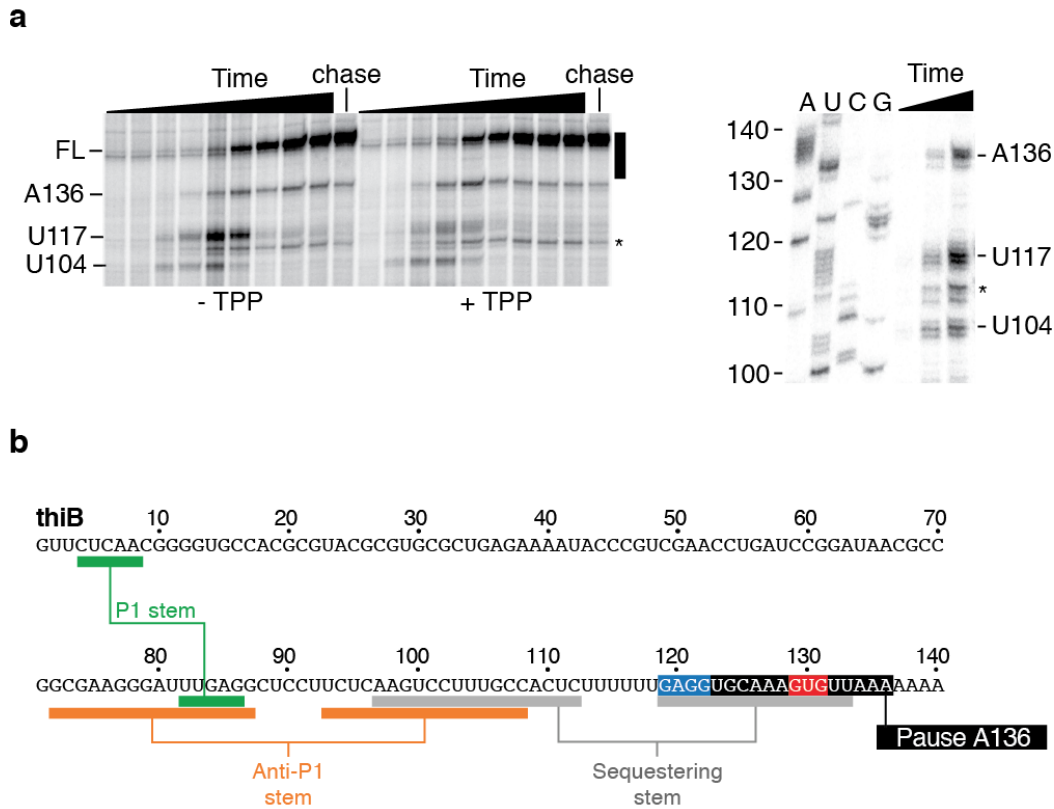 a
Time chase Time chase
FL
A136
U117
U104
*
- TPP + TPP
Time
A U C G
140
130
120
110
100
A136
U117
*
U104
b
thiB 10 20 30 40 50 60 70
GUUCUCAACGGGGUGCCACGCGUACGCGUGCGCUGAGAAAAUACCCGUCGAACCUGAUCCGGAUAACGCC
P1 stem
80 90 100 110 120 130 140
GGCGAAGGGAUUUGAGGCUCCUUCUCAAGUCCUUUGCCACUCUUUUUUGAGGUGCAAAGUGUUAAAAAAA
Pause A136
Anti-P1
stem
Sequestering
stem